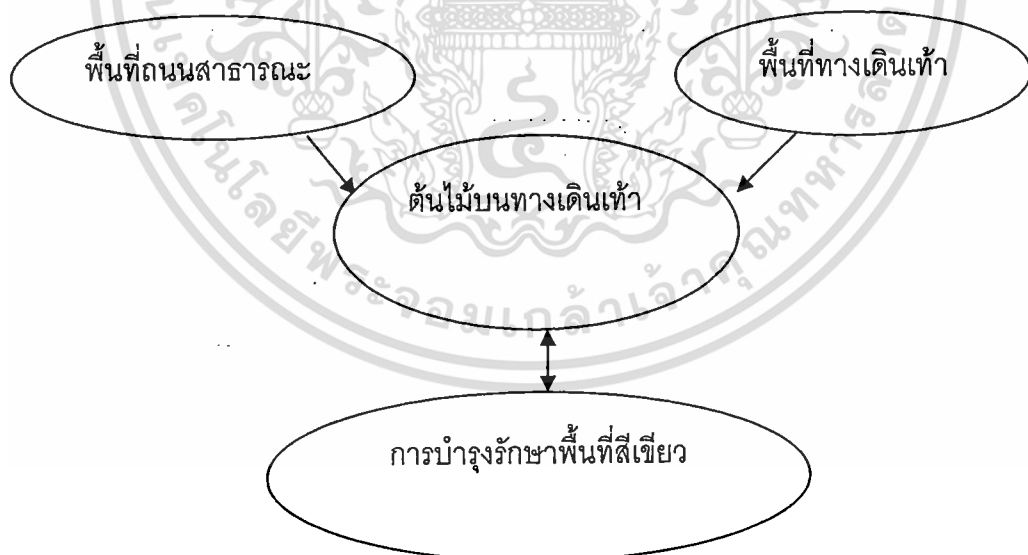 พื้นที่ถนนสาธารณะ
พื้นที่ทางเดินเท้า
ต้นไม้บนทางเดินเท้า
การบำรุงรักษาพื้นที่สีเขียว